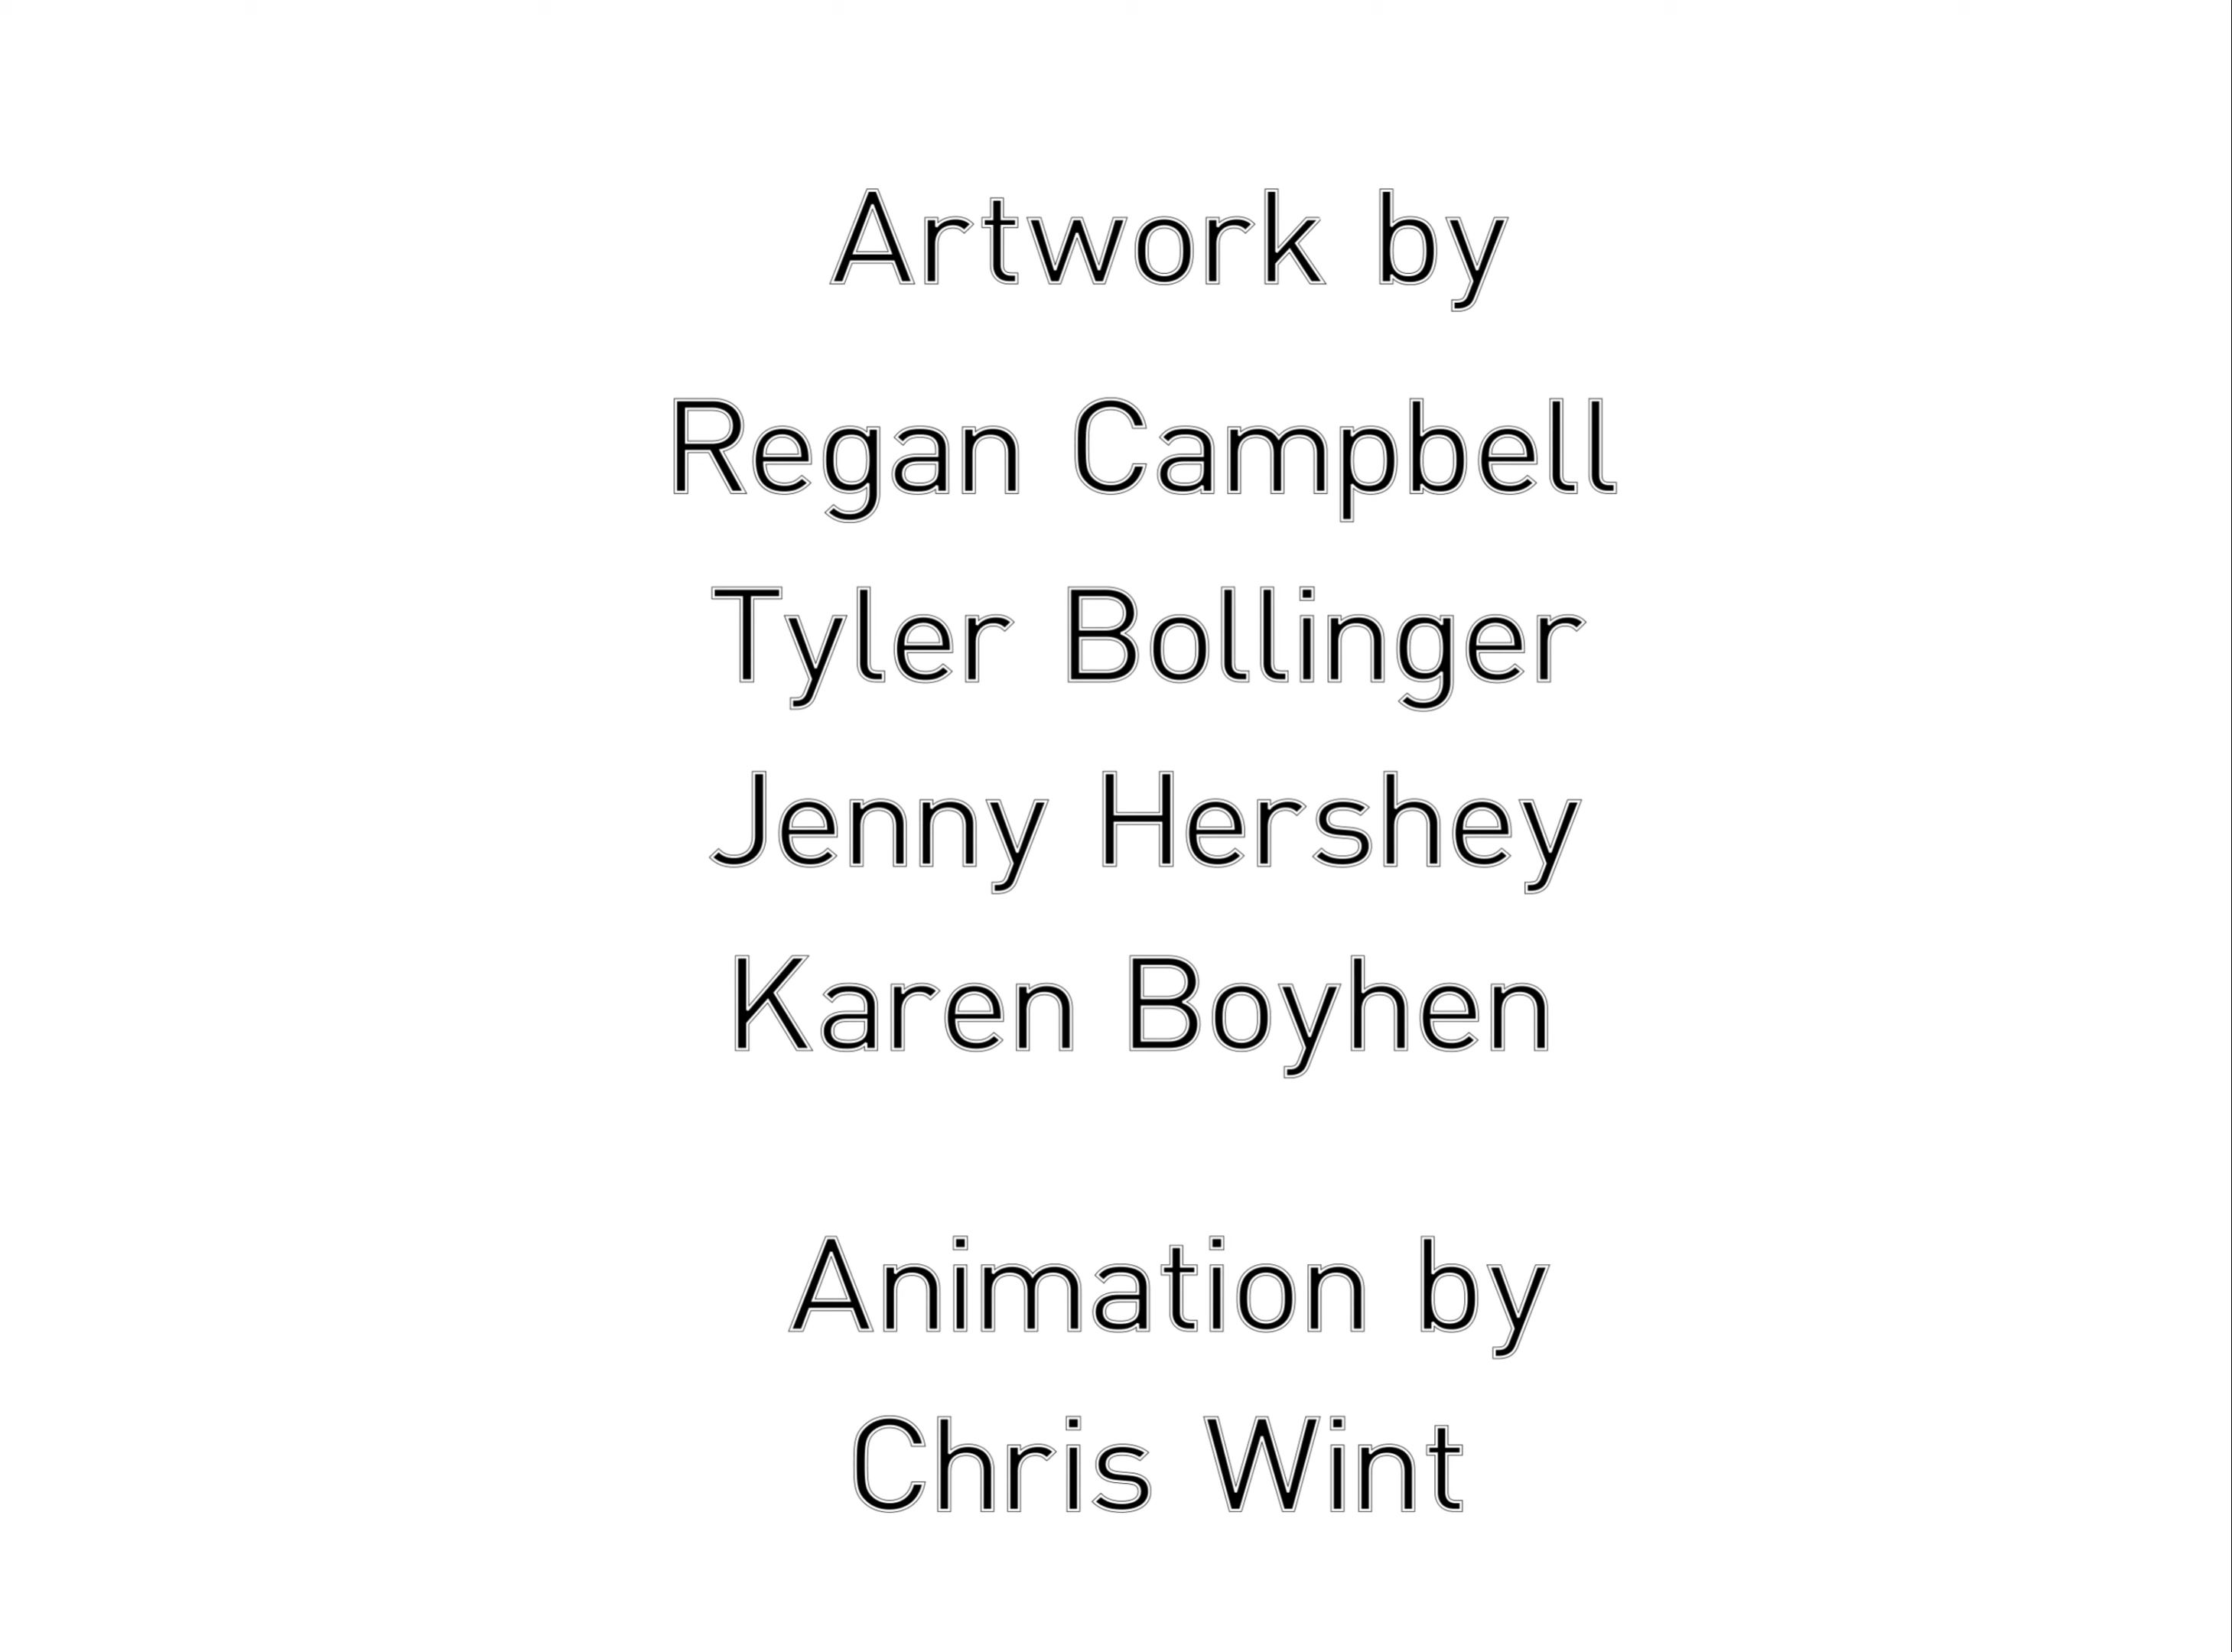 Artwork by
Regan Campbell
Tyler Bollinger
Jenny Hershey
Karen Boyhen
Animation by
Chris Wint